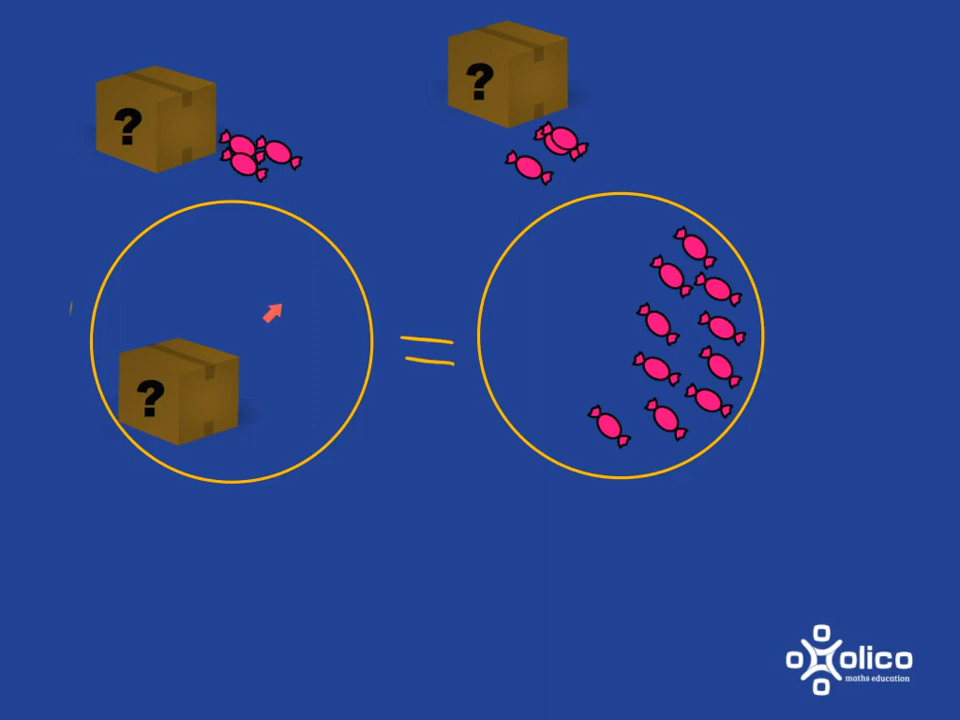 ?
?
=
?
olico
maths education